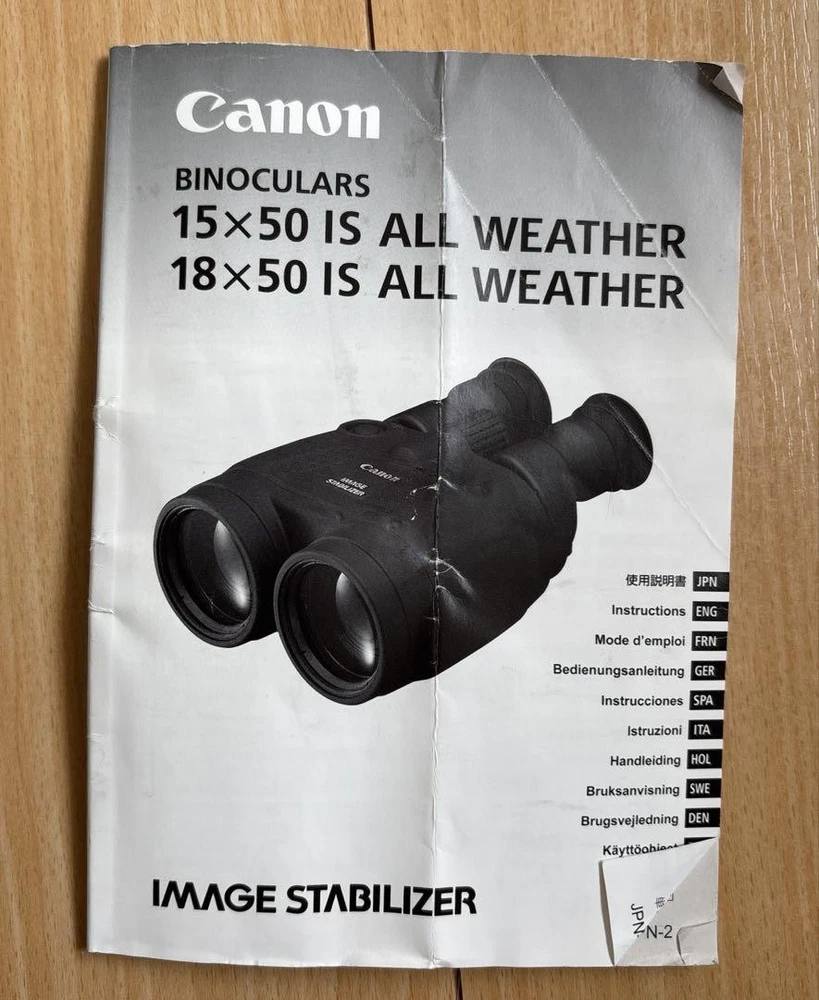 Canon
BINOCULARS
15×50 IS ALL WEATHER
18×50 IS ALL WEATHER
Canon
IMAGE
STABILIZER
使用説明書 JPN
Instructions ENG
Mode d'emploi FRN
Bedienungsanleitung GER
Instrucciones SPA
Istruzioni ITA
Handleiding HOL
Bruksanvisning SWE
Brugsvejledning DEN
IMAGE STABILIZER
JPN
N-2